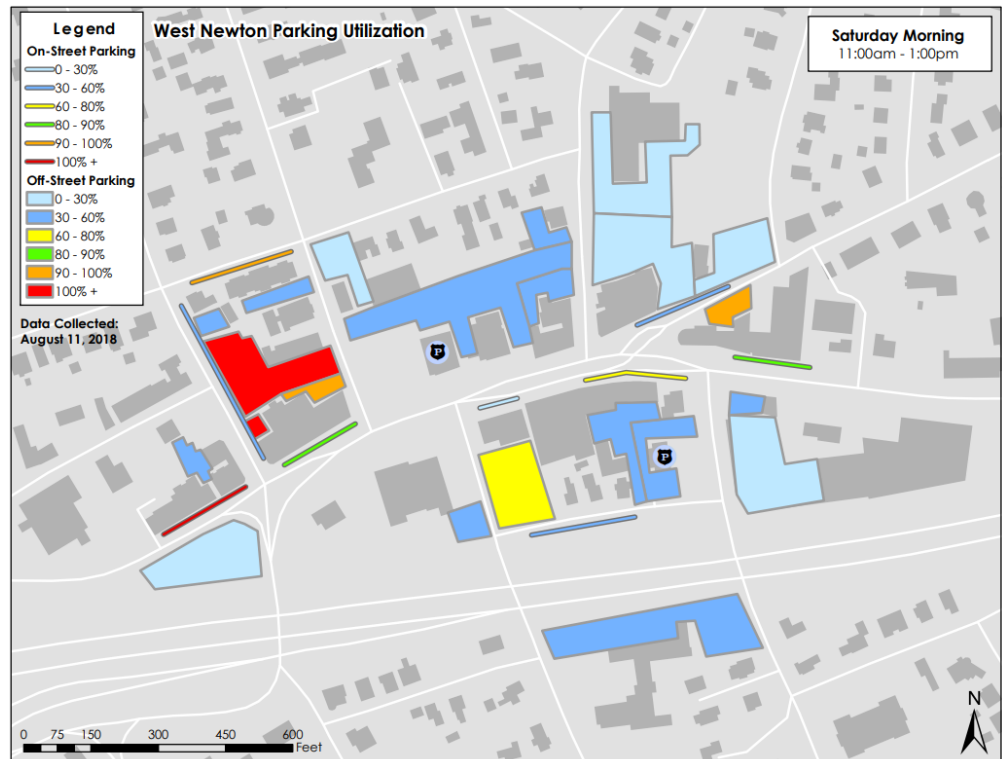 Legend
On-Street Parking
0 - 30%
30 - 60%
60 - 80%
80 - 90%
90 - 100%
100% +
Off-Street Parking
0 - 30%
30 - 60%
60 - 80%
80 - 90%
90 - 100%
100% +
Data Collected:
August 11, 2018
West Newton Parking Utilization
Saturday Morning
11:00am - 1:00pm
P
P
0 75 150 300 450 600
Feet
N